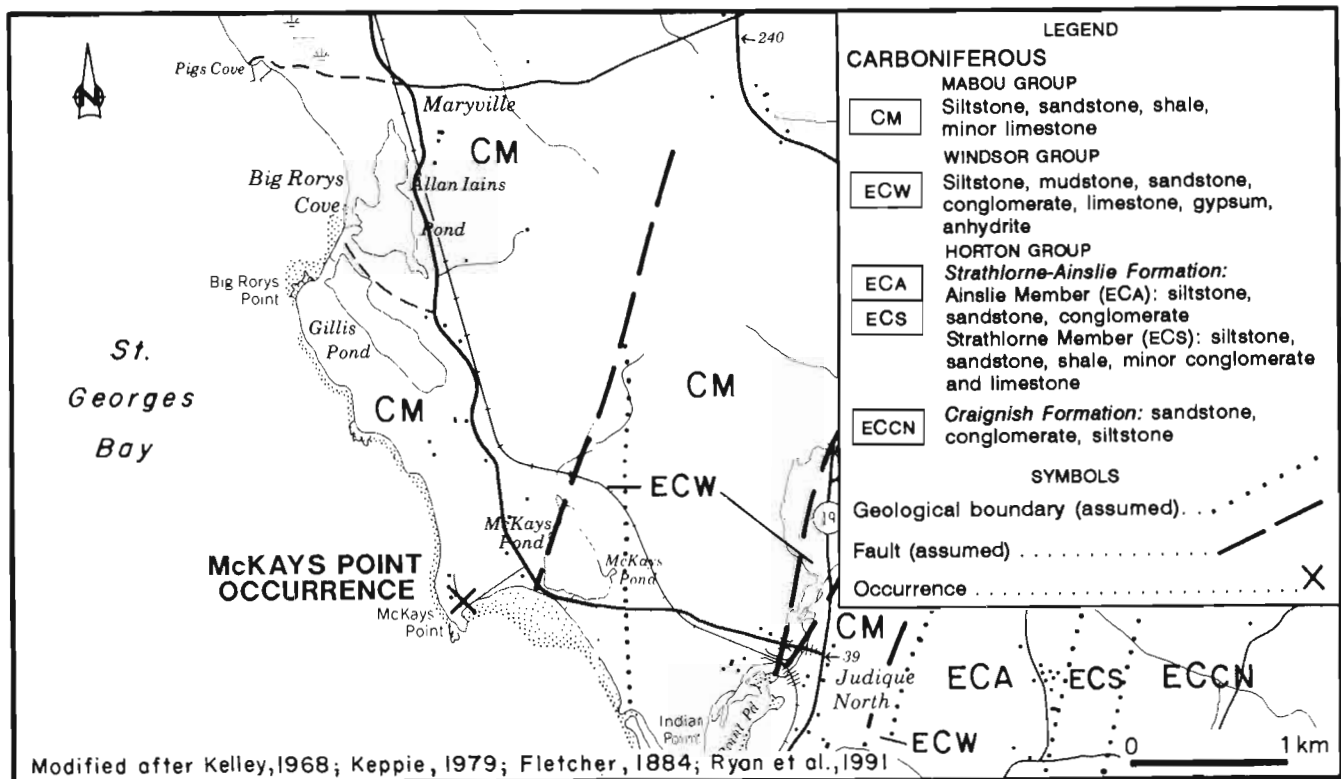 Pigs Cove
Maryville
240
CM
Big Rorys
Cove
Allan Iains
Pond
Big Rorys
Point
Gillis
Pond
St.
Georges
Bay
CM
CM
ECW
McKays
Pond
McKays
Pond
McKAYS POINT
OCCURRENCE
McKays
Point
19
CM
39
Judique
North
Indian
Point
Pd
ECW
ECA
ECS
ECCN
0 1 km
Modified after Kelley,1968; Keppie, 1979; Fletcher, 1884; Ryan et al., 1991
LEGEND
CARBONIFEROUS
MABOU GROUP
CM Siltstone, sandstone, shale,
minor limestone
WINDSOR GROUP
ECW Siltstone, mudstone, sandstone,
conglomerate, limestone, gypsum,
anhydrite
HORTON GROUP
ECA Strathlorne-Ainslie Formation:
Ainslie Member (ECA): siltstone,
ECS sandstone, conglomerate
Strathlorne Member (ECS): siltstone,
sandstone, shale, minor conglomerate
and limestone
ECCN Craignish Formation: sandstone,
conglomerate, siltstone
SYMBOLS
Geological boundary (assumed)
Fault (assumed)
Occurrence X
N